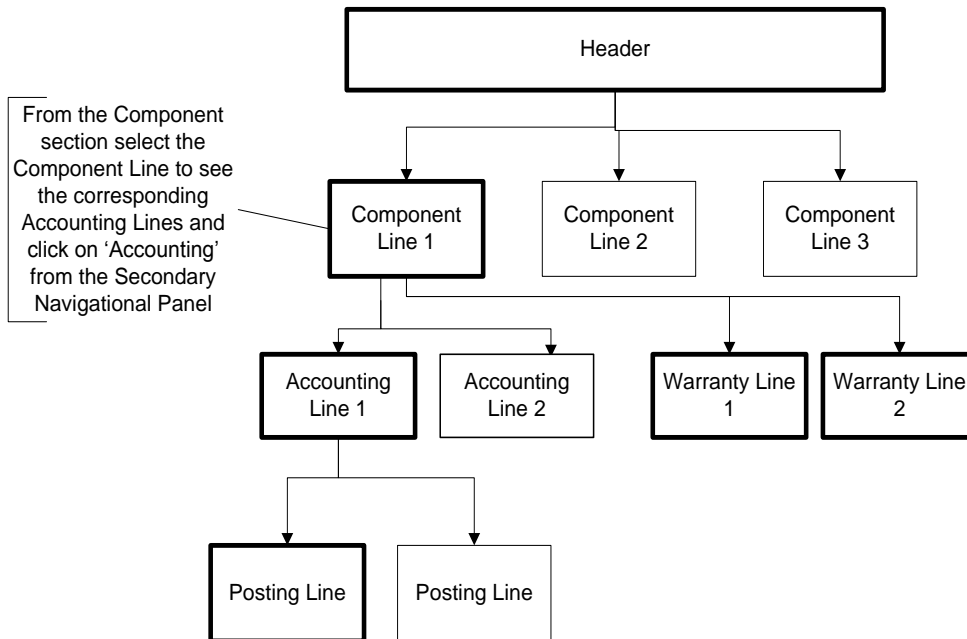 Header
From the Component
section select the
Component Line to see
the corresponding
Accounting Lines and
click on ‘Accounting’
from the Secondary
Navigational Panel
Component
Line 1
Component
Line 2
Component
Line 3
Accounting
Line 1
Accounting
Line 2
Warranty Line
1
Warranty Line
2
Posting Line
Posting Line